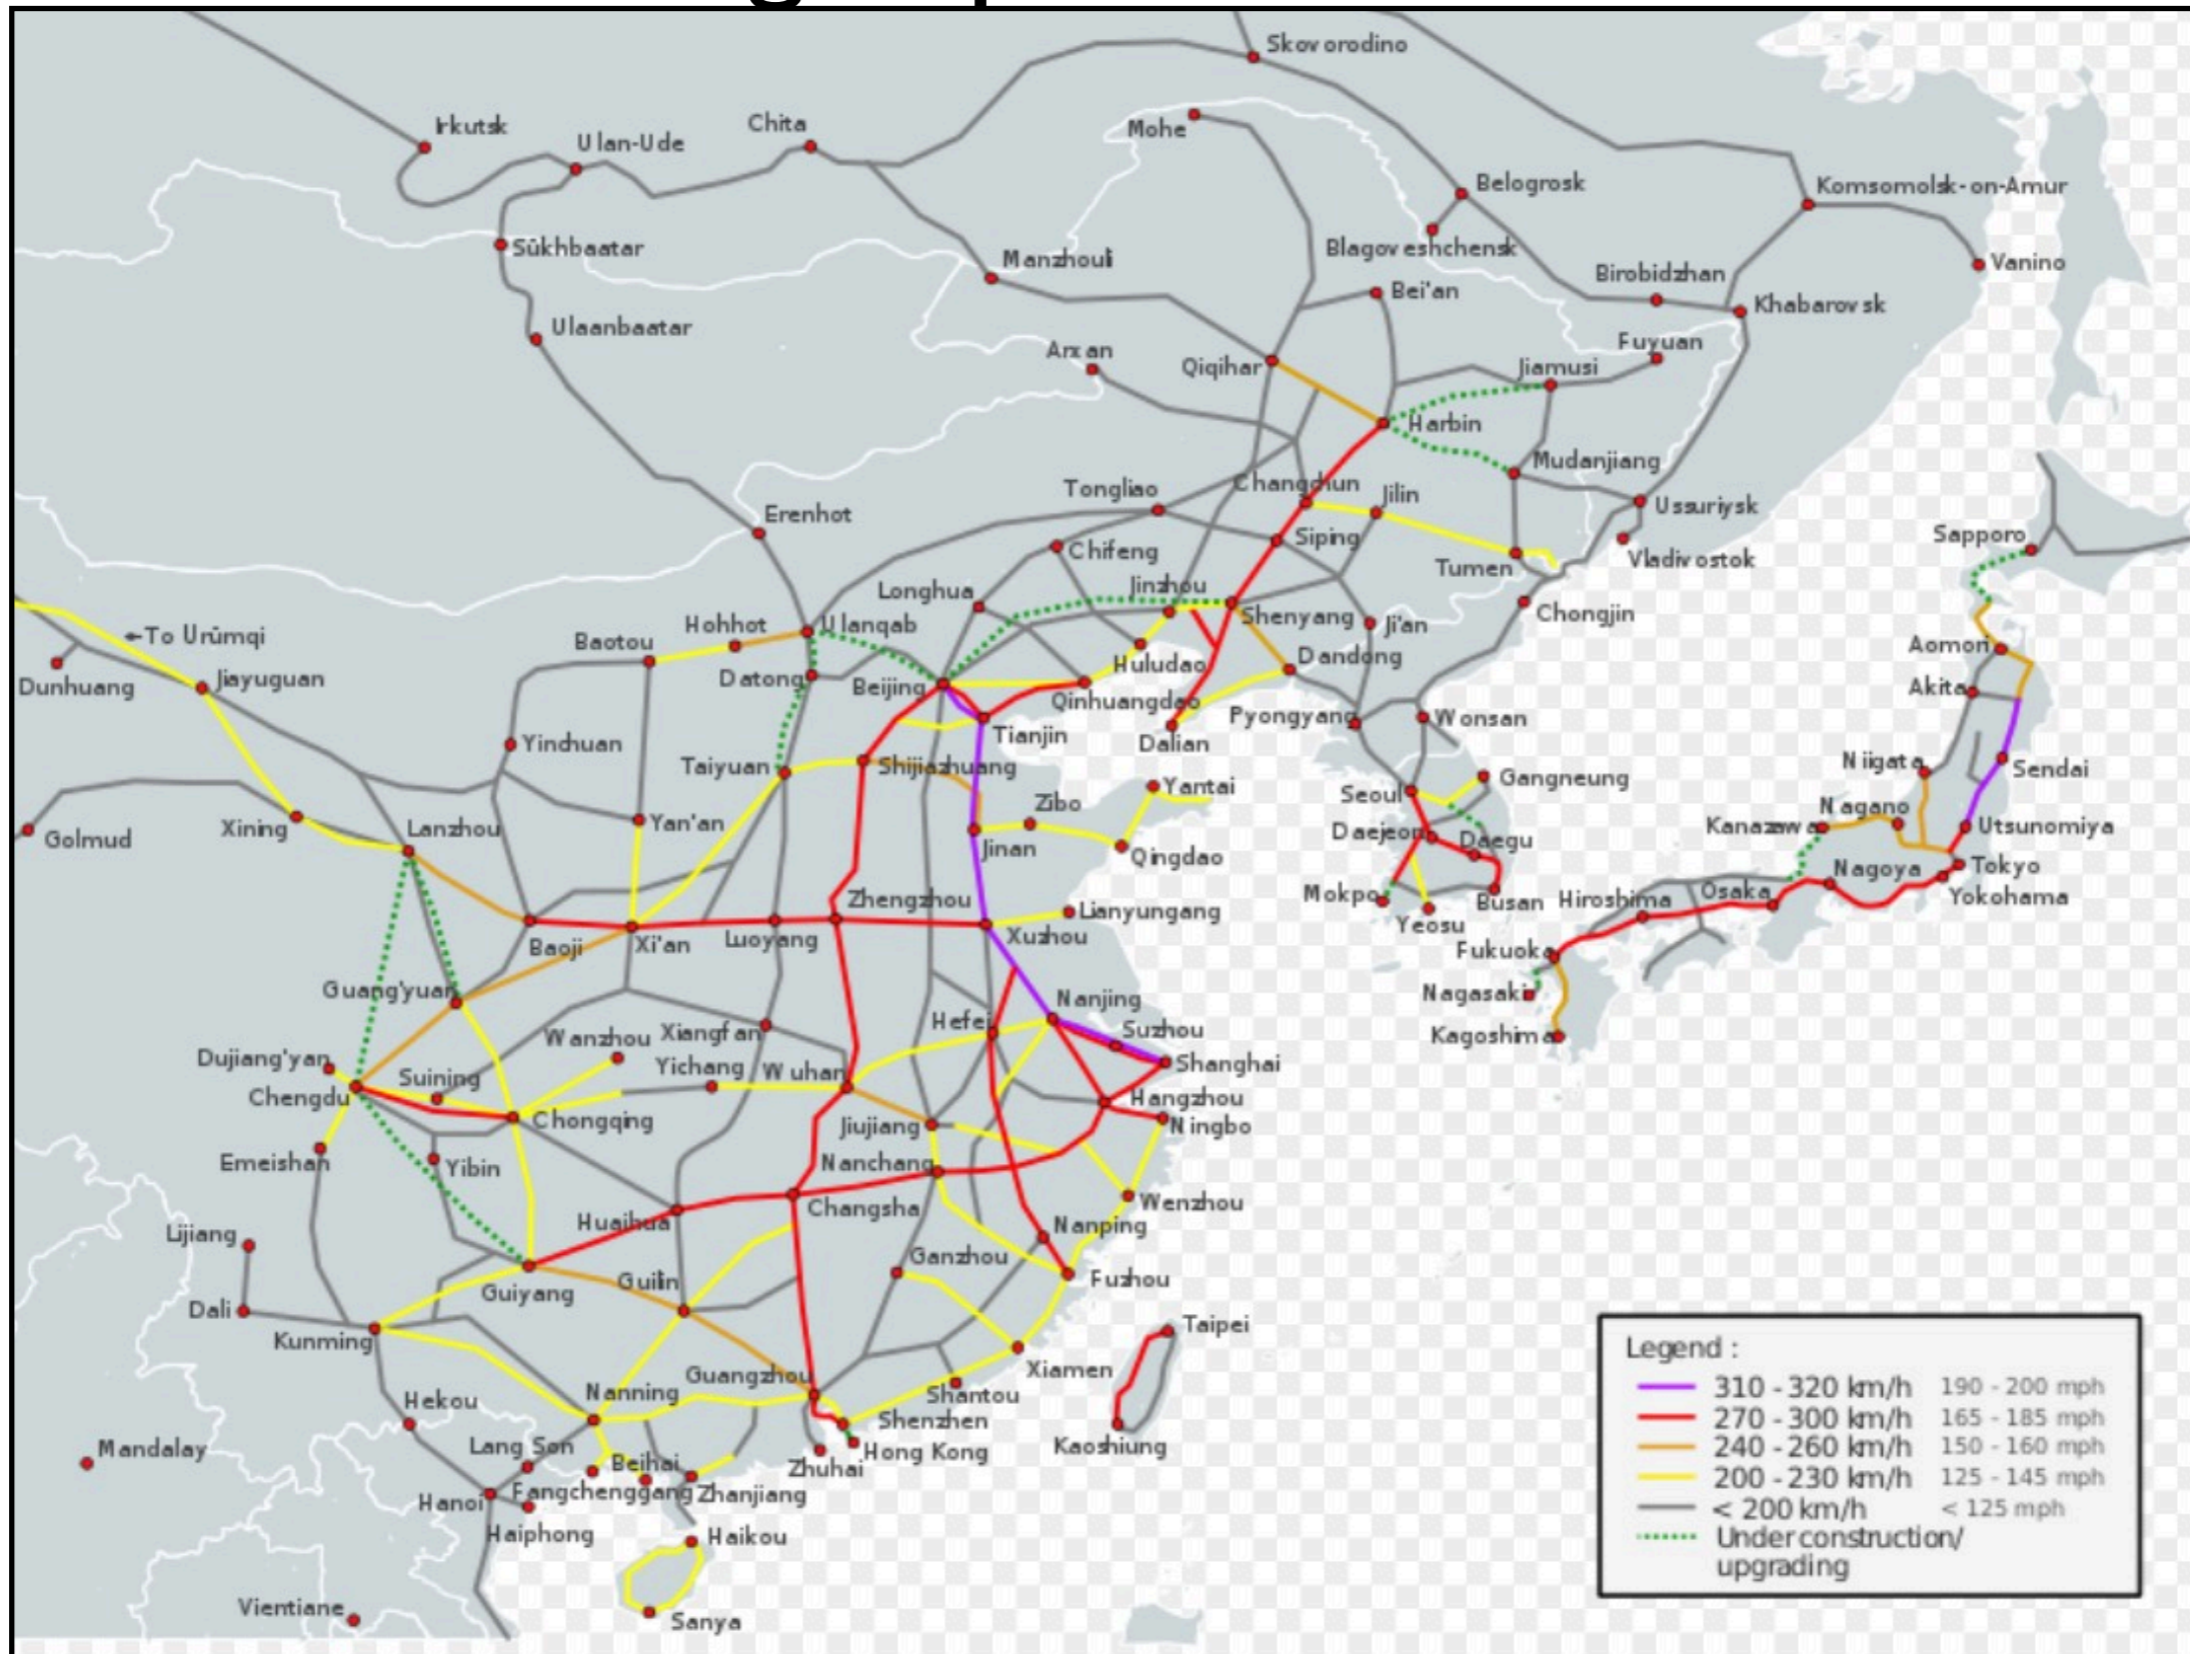 Skovorodino
Irkutsk
Ulan-Ude
Chita
Mohe
Belogrosk
Komsomolsk-on-Amur
Sūkhbaatar
Manzhouli
Blagoveshchensk
Birobidzhan
Vanino
Bei'an
Khabarovsk
Ulaanbaatar
Arxan
Qiqihar
Fuyuan
Jiamusi
Harbin
Mudanjiang
Tongliao
Changchun
Jilin
Ussuriysk
Erenhot
Siping
Sapporo
Chifeng
Vladivostok
Tumen
Longhua
Jinzhou
Chongjin
Hohhot
Ulanqab
Shenyang
Ji'an
←To Urūmqi
Baotou
Aomori
Huludao
Dandong
Dunhuang
Jiayuguan
Datong
Beijing
Akita
Qinhuangdao
Pyongyang
Wonsan
Tianjin
Dalian
Yinchuan
Taiyuan
Shijiazhuang
Niigata
Sendai
Yantai
Gangneung
Seoul
Zibo
Nagano
Golmud
Xining
Lanzhou
Yan'an
Daejeon
Daegu
Kanazawa
Utsunomiya
Jinan
Qingdao
Nagoya
Tokyo
Mokpo
Busan
Hiroshima
Osaka
Yokohama
Zhengzhou
Lianyungang
Yeosu
Baoji
Xi'an
Luoyang
Xuzhou
Fukuoka
Guang'yuan
Nanjing
Nagasaki
Hefei
Wanzhou
Xiangfan
Suzhou
Kagoshima
Dujiang'yan
Yichang
Wuhan
Shanghai
Suining
Chengdu
Hangzhou
Chongqing
Jiujiang
Ningbo
Emeishan
Yibin
Nanchang
Huaihua
Changsha
Wenzhou
Lijiang
Nanping
Ganzhou
Guiyang
Guilin
Fuzhou
Dali
Kunming
Taipei
Xiamen
Guangzhou
Hekou
Nanning
Shantou
Shenzhen
Mandalay
Lang Son
Beihai
Zhuhai
Hong Kong
Kaoshiung
Hanoi
Fangchenggang
Zhanjiang
Haiphong
Haikou
Vientiane
Sanya
Legend :
310 - 320 km/h 190 - 200 mph
270 - 300 km/h 165 - 185 mph
240 - 260 km/h 150 - 160 mph
200 - 230 km/h 125 - 145 mph
< 200 km/h < 125 mph
Under construction/
upgrading